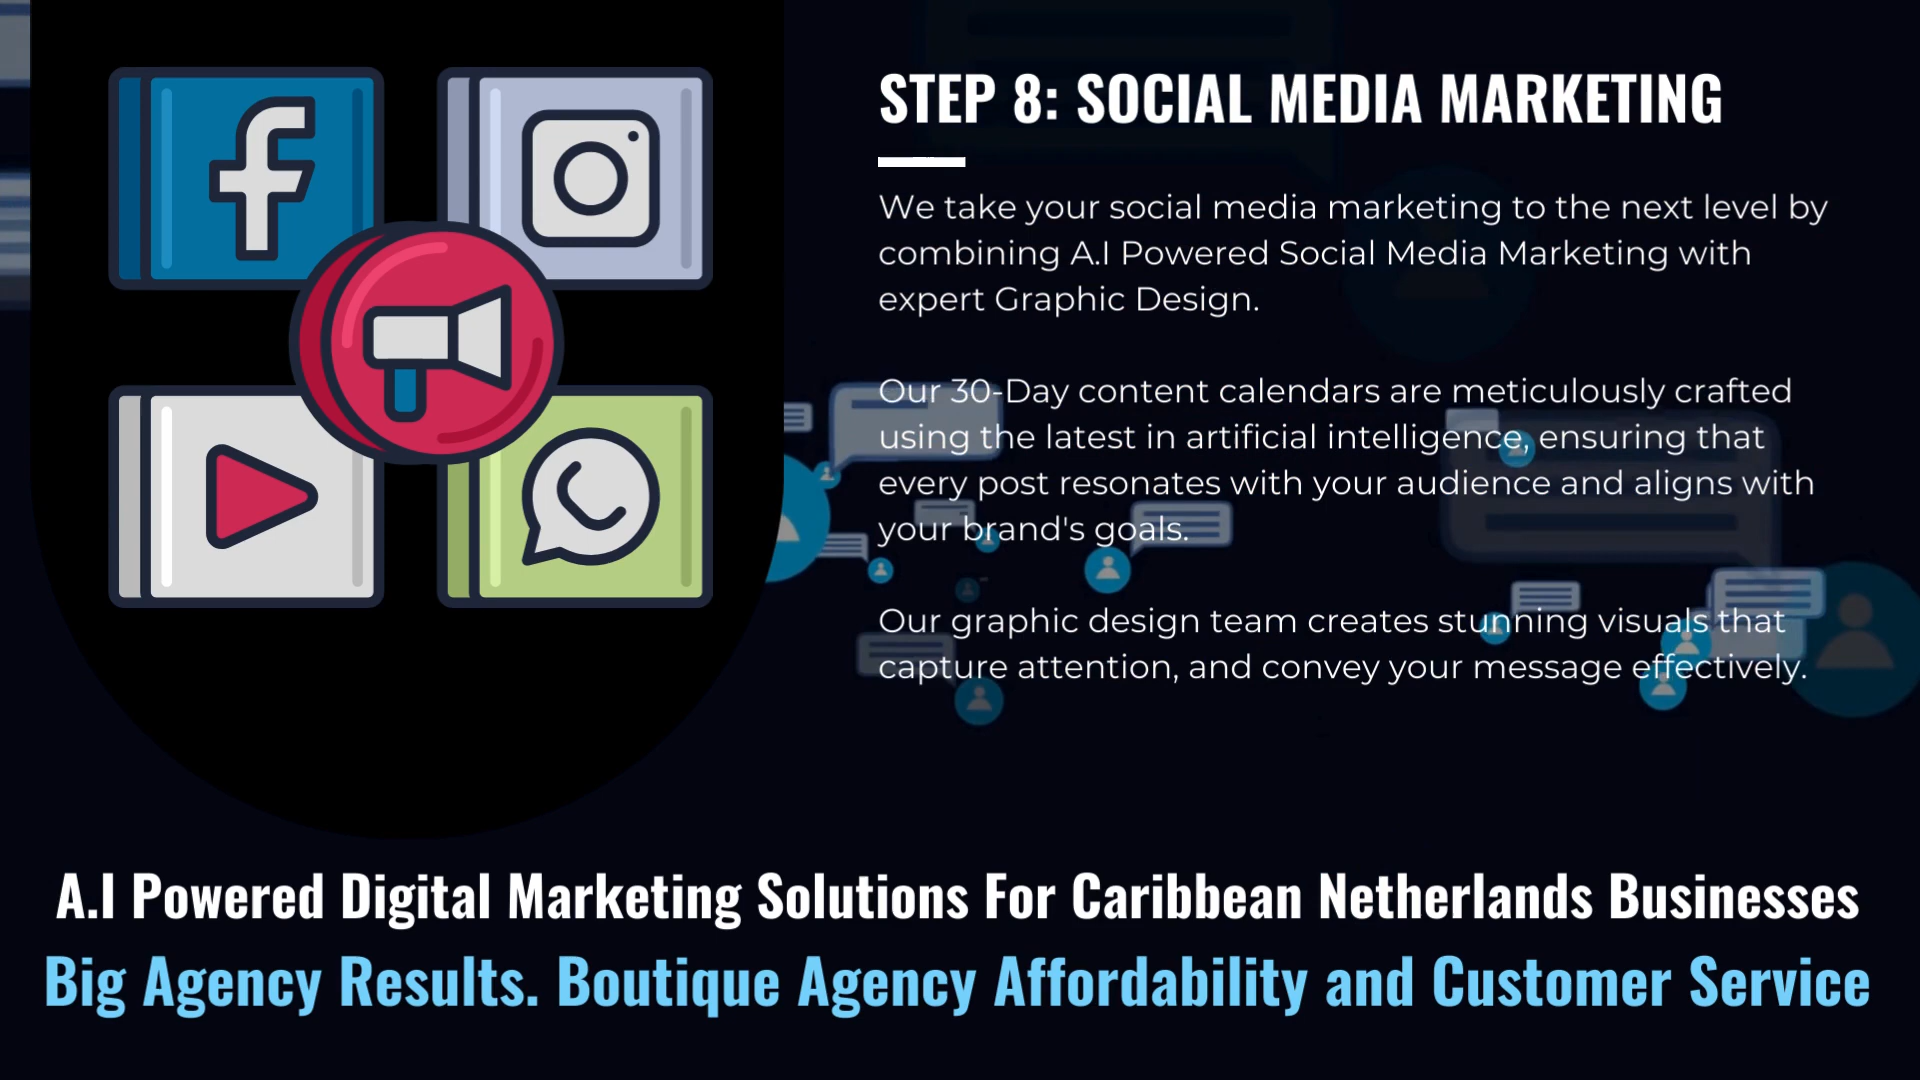 STEP 8: SOCIAL MEDIA MARKETING
We take your social media marketing to the next level by
combining A.I Powered Social Media Marketing with
expert Graphic Design.
Our 30-Day content calendars are meticulously crafted
using the latest in artificial intelligence, ensuring that
every post resonates with your audience and aligns with
your brand's goals.
Our graphic design team creates stunning visuals that
capture attention, and convey your message effectively.
A.I Powered Digital Marketing Solutions For Caribbean Netherlands Businesses
Big Agency Results. Boutique Agency Affordability and Customer Service